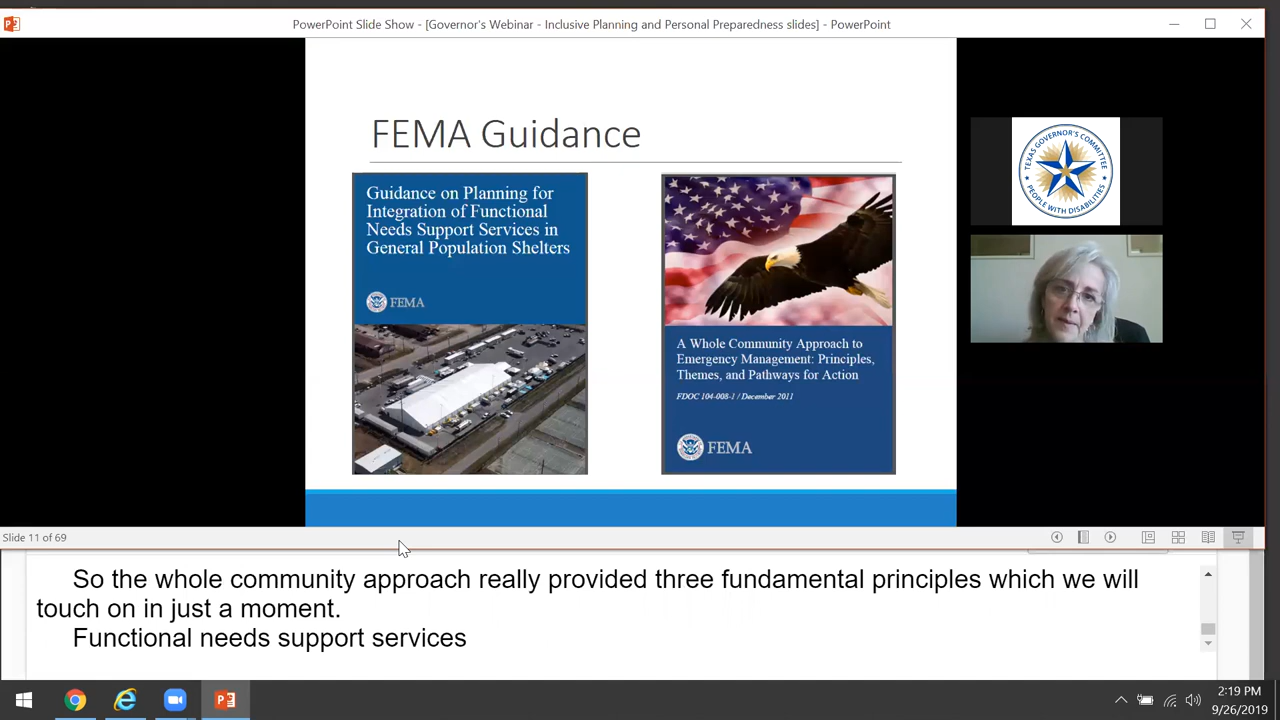 PowerPoint Slide Show - [Governor's Webinar - Inclusive Planning and Personal Preparedness slides] - PowerPoint
FEMA Guidance
Guidance on Planning for
Integration of Functional
Needs Support Services in
General Population Shelters
FEMA
A Whole Community Approach to
Emergency Management: Principles,
Themes, and Pathways for Action
FDOC 104-008-1 / December 2011
FEMA
TEXAS GOVERNOR'S COMMITTEE
PEOPLE WITH DISABILITIES
Slide 11 of 69
So the whole community approach really provided three fundamental principles which we will
touch on in just a moment.
Functional needs support services
2:19 PM
9/26/2019